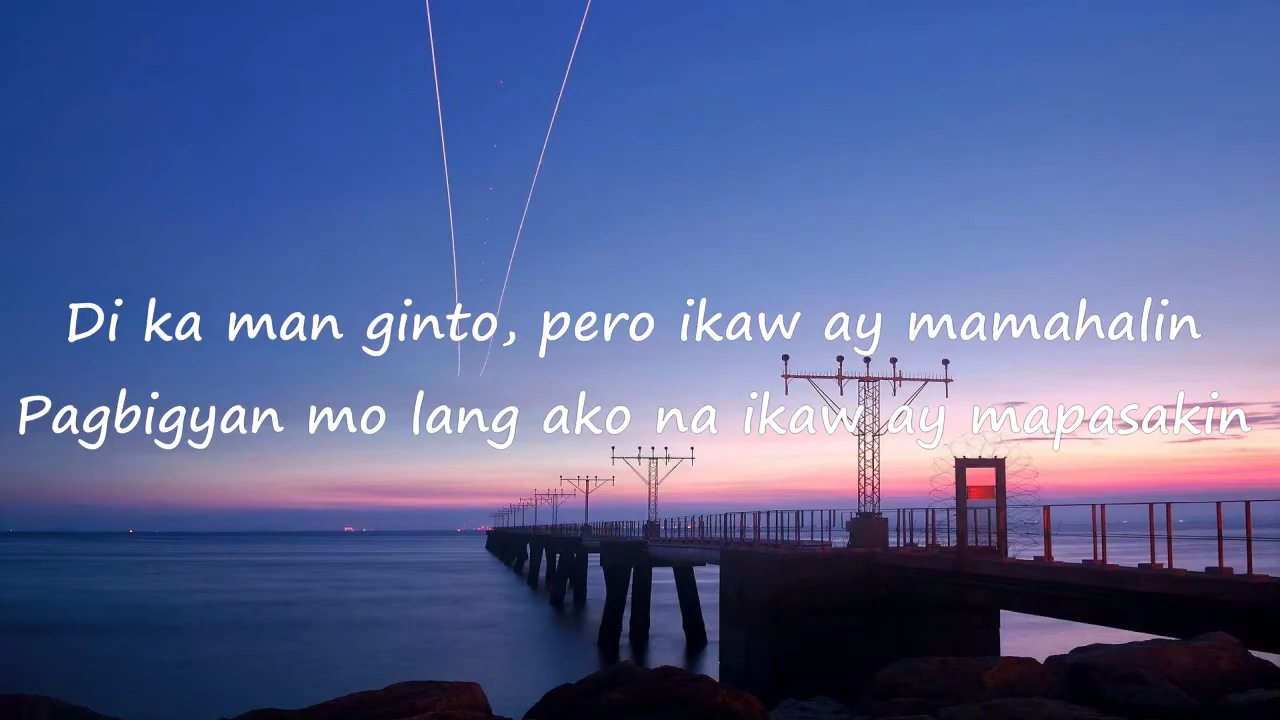 Di ka man ginto, pero ikaw ay mamahalin
Pagbigyan mo lang ako na ikaw ay mapasakin